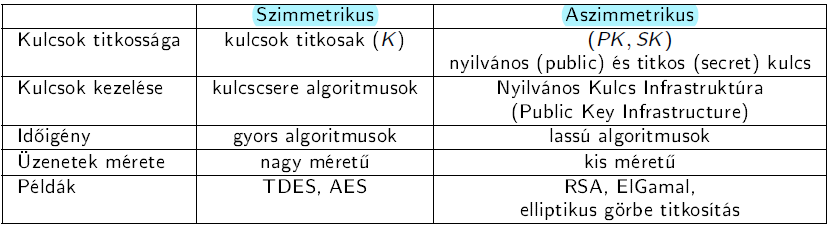 Szimmetrikus Aszimmetrikus
Kulcsok titkossága kulcsok titkosak (K) (PK, SK)
nyilvános (public) és titkos (secret) kulcs
Kulcsok kezelése kulcscsere algoritmusok Nyilvános Kulcs Infrastruktúra
(Public Key Infrastructure)
Időigény gyors algoritmusok lassú algoritmusok
Üzenetek mérete nagy méretű kis méretű
Példák TDES, AES RSA, ElGamal,
elliptikus görbe titkosítás